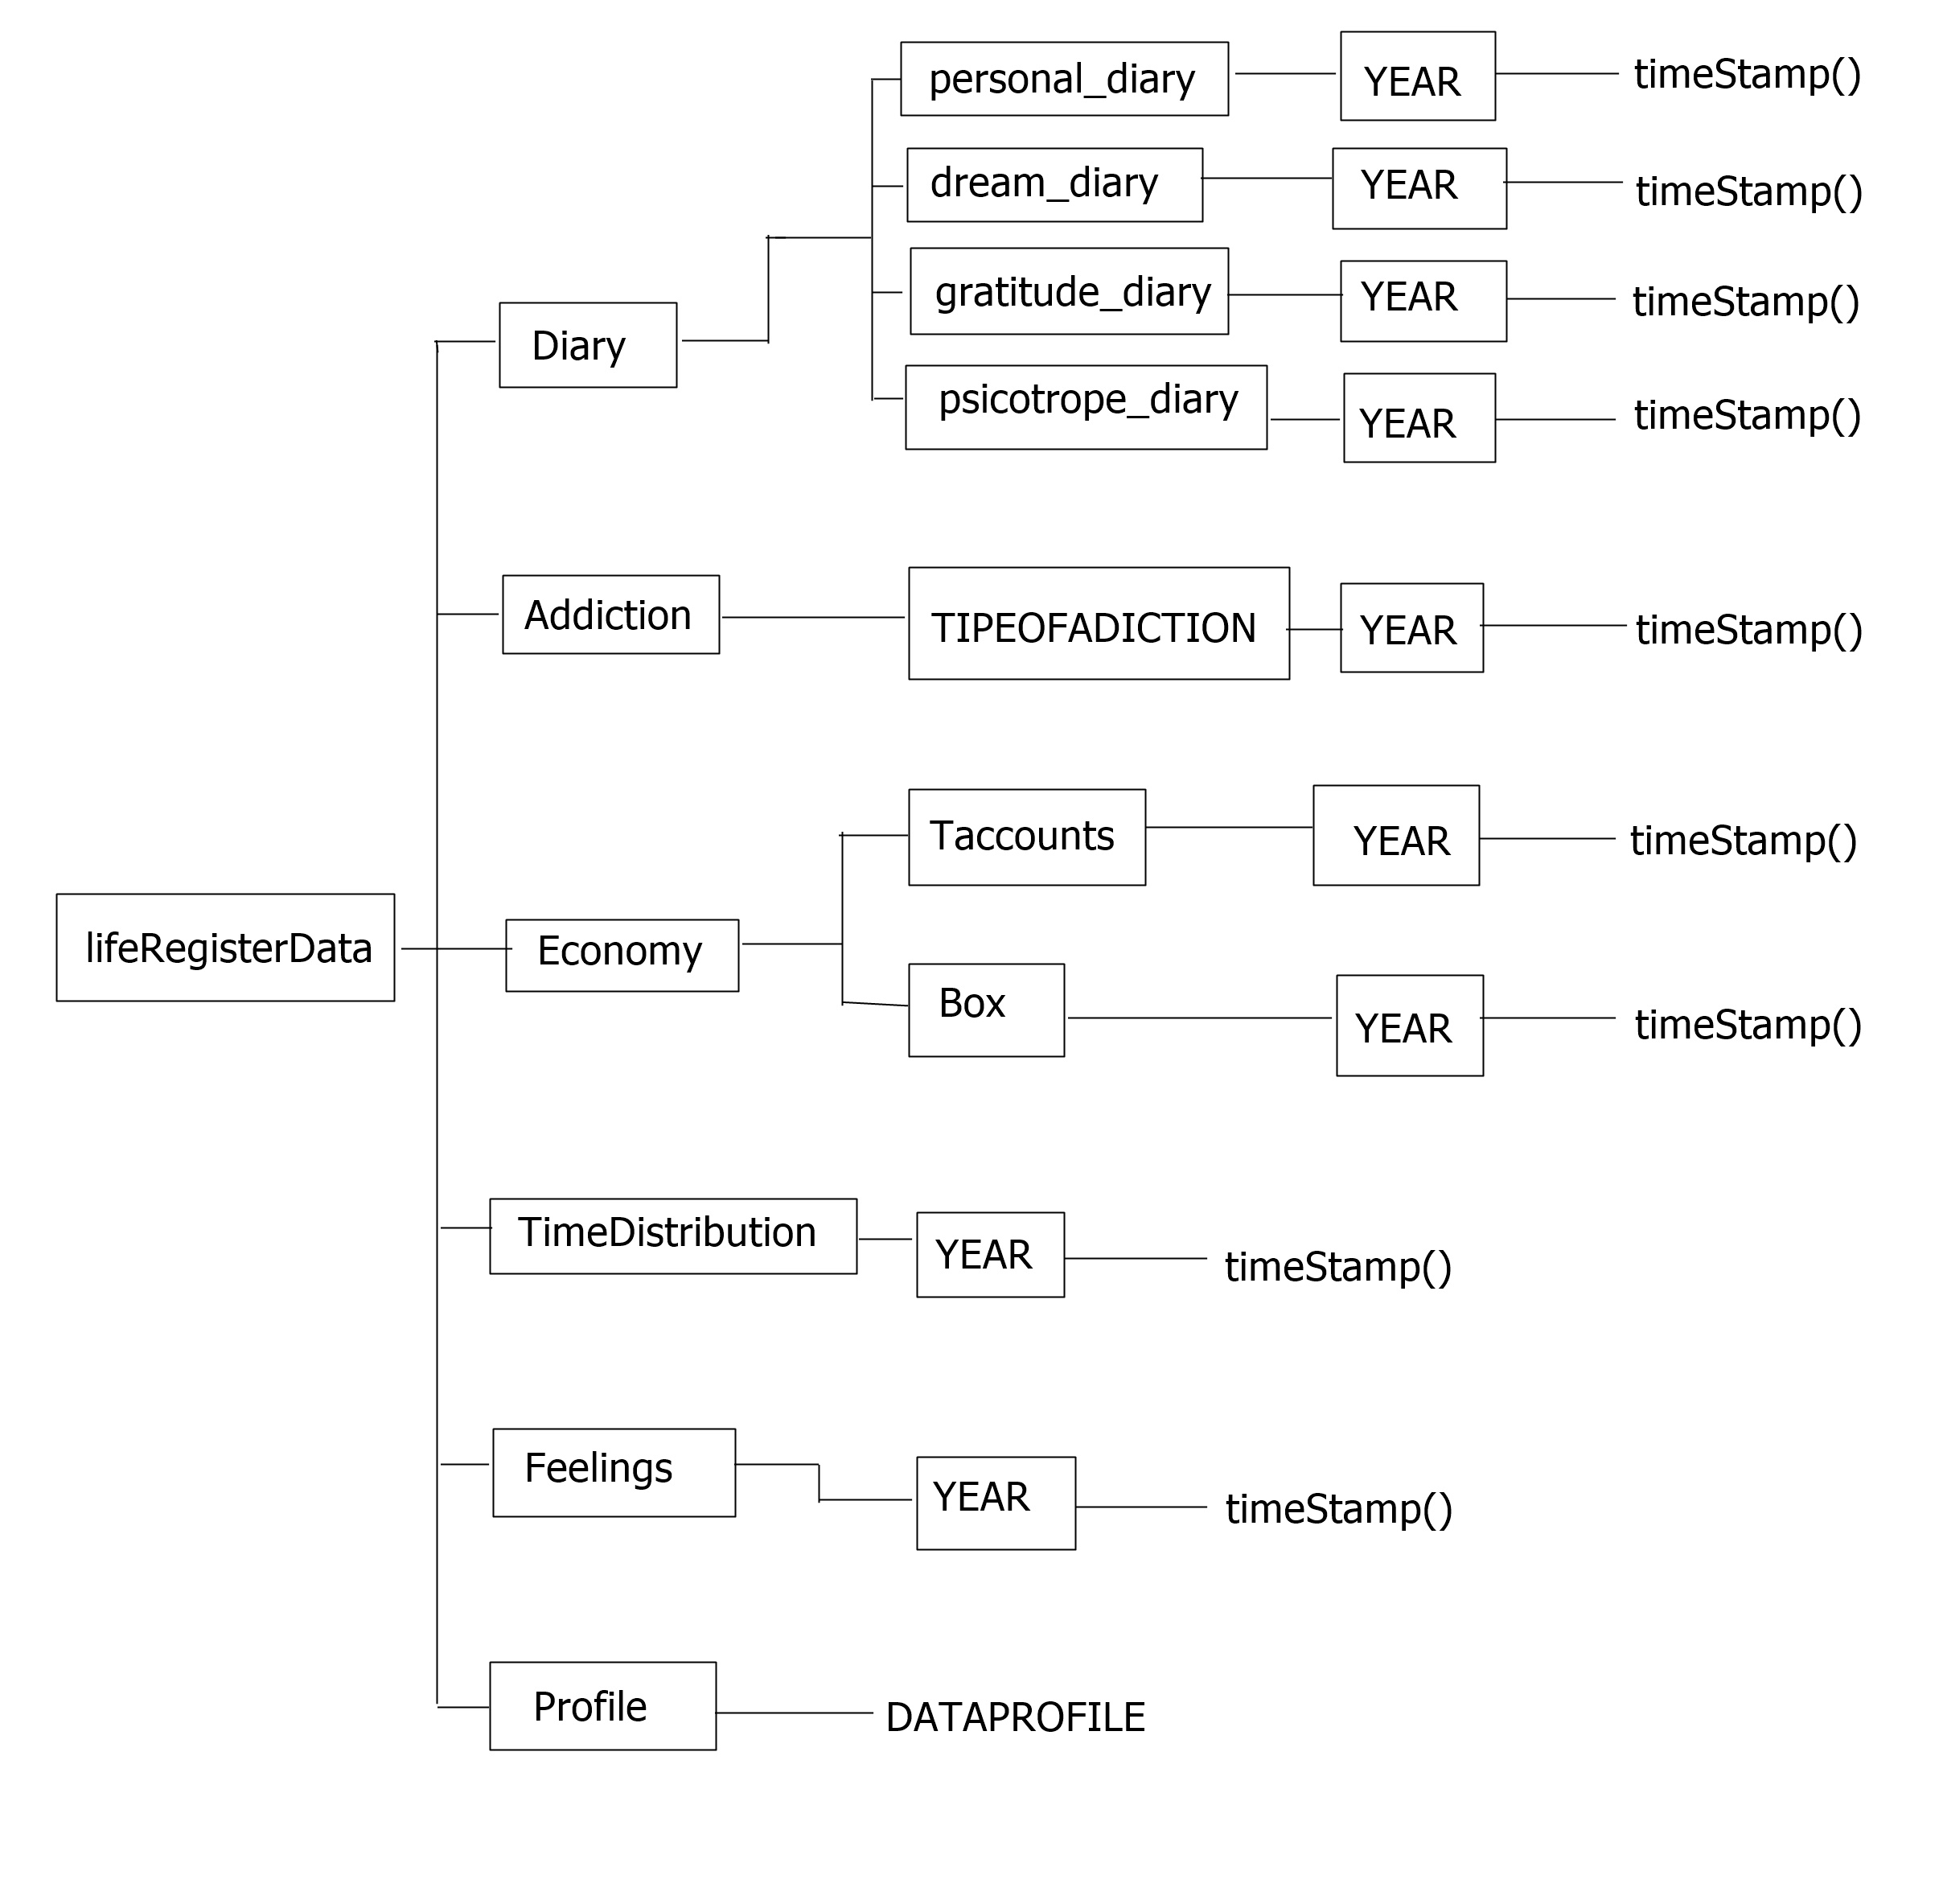 personal_diary YEAR timeStamp()
dream_diary YEAR timeStamp()
gratitude_diary YEAR timeStamp()
Diary
psicotrope_diary YEAR timeStamp()
Addiction TIPEOFADICTION YEAR timeStamp()
Taccounts YEAR timeStamp()
lifeRegisterData Economy
Box YEAR timeStamp()
TimeDistribution YEAR timeStamp()
Feelings YEAR timeStamp()
Profile DATAPROFILE